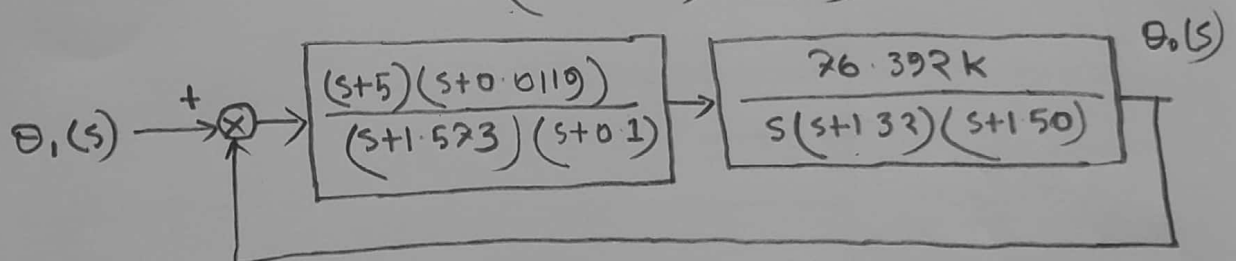 θ₀(s)
(s+5)(s+0.0119)
76.392K
+
θ₁(s)
(s+1.573)(s+0.1)
s(s+1.32)(s+1.50)